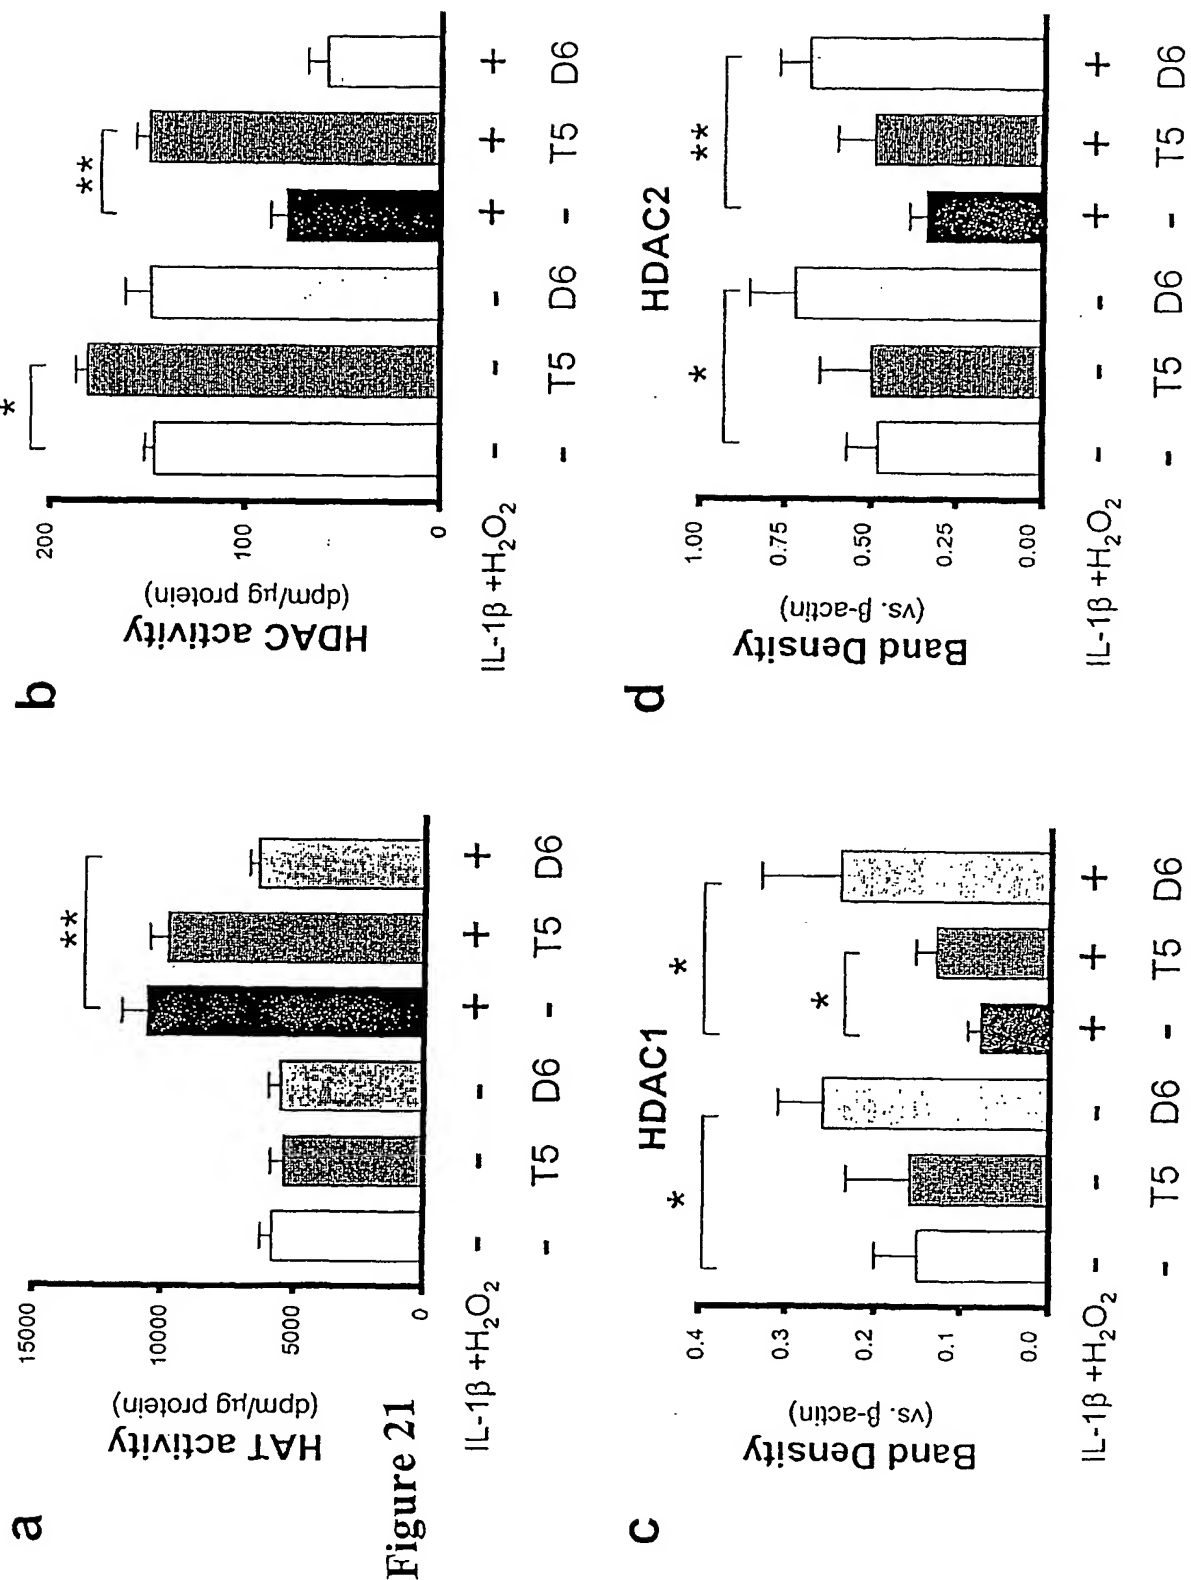 Figure 21
a
HAT activity
(dpm/μg protein)
15000
10000
5000
0
**
IL-1β +H₂O₂ - - - + + +
- T5 D6 - T5 D6
b
HDAC activity
(dpm/μg protein)
200
100
0
*
**
IL-1β +H₂O₂ - - - + + +
- T5 D6 - T5 D6
c
HDAC1
Band Density
(vs. β-actin)
0.4
0.3
0.2
0.1
0.0
*
*
*
IL-1β +H₂O₂ - - - + + +
- T5 D6 - T5 D6
d
HDAC2
Band Density
(vs. β-actin)
1.00
0.75
0.50
0.25
0.00
*
**
IL-1β +H₂O₂ - - - + + +
- T5 D6 - T5 D6